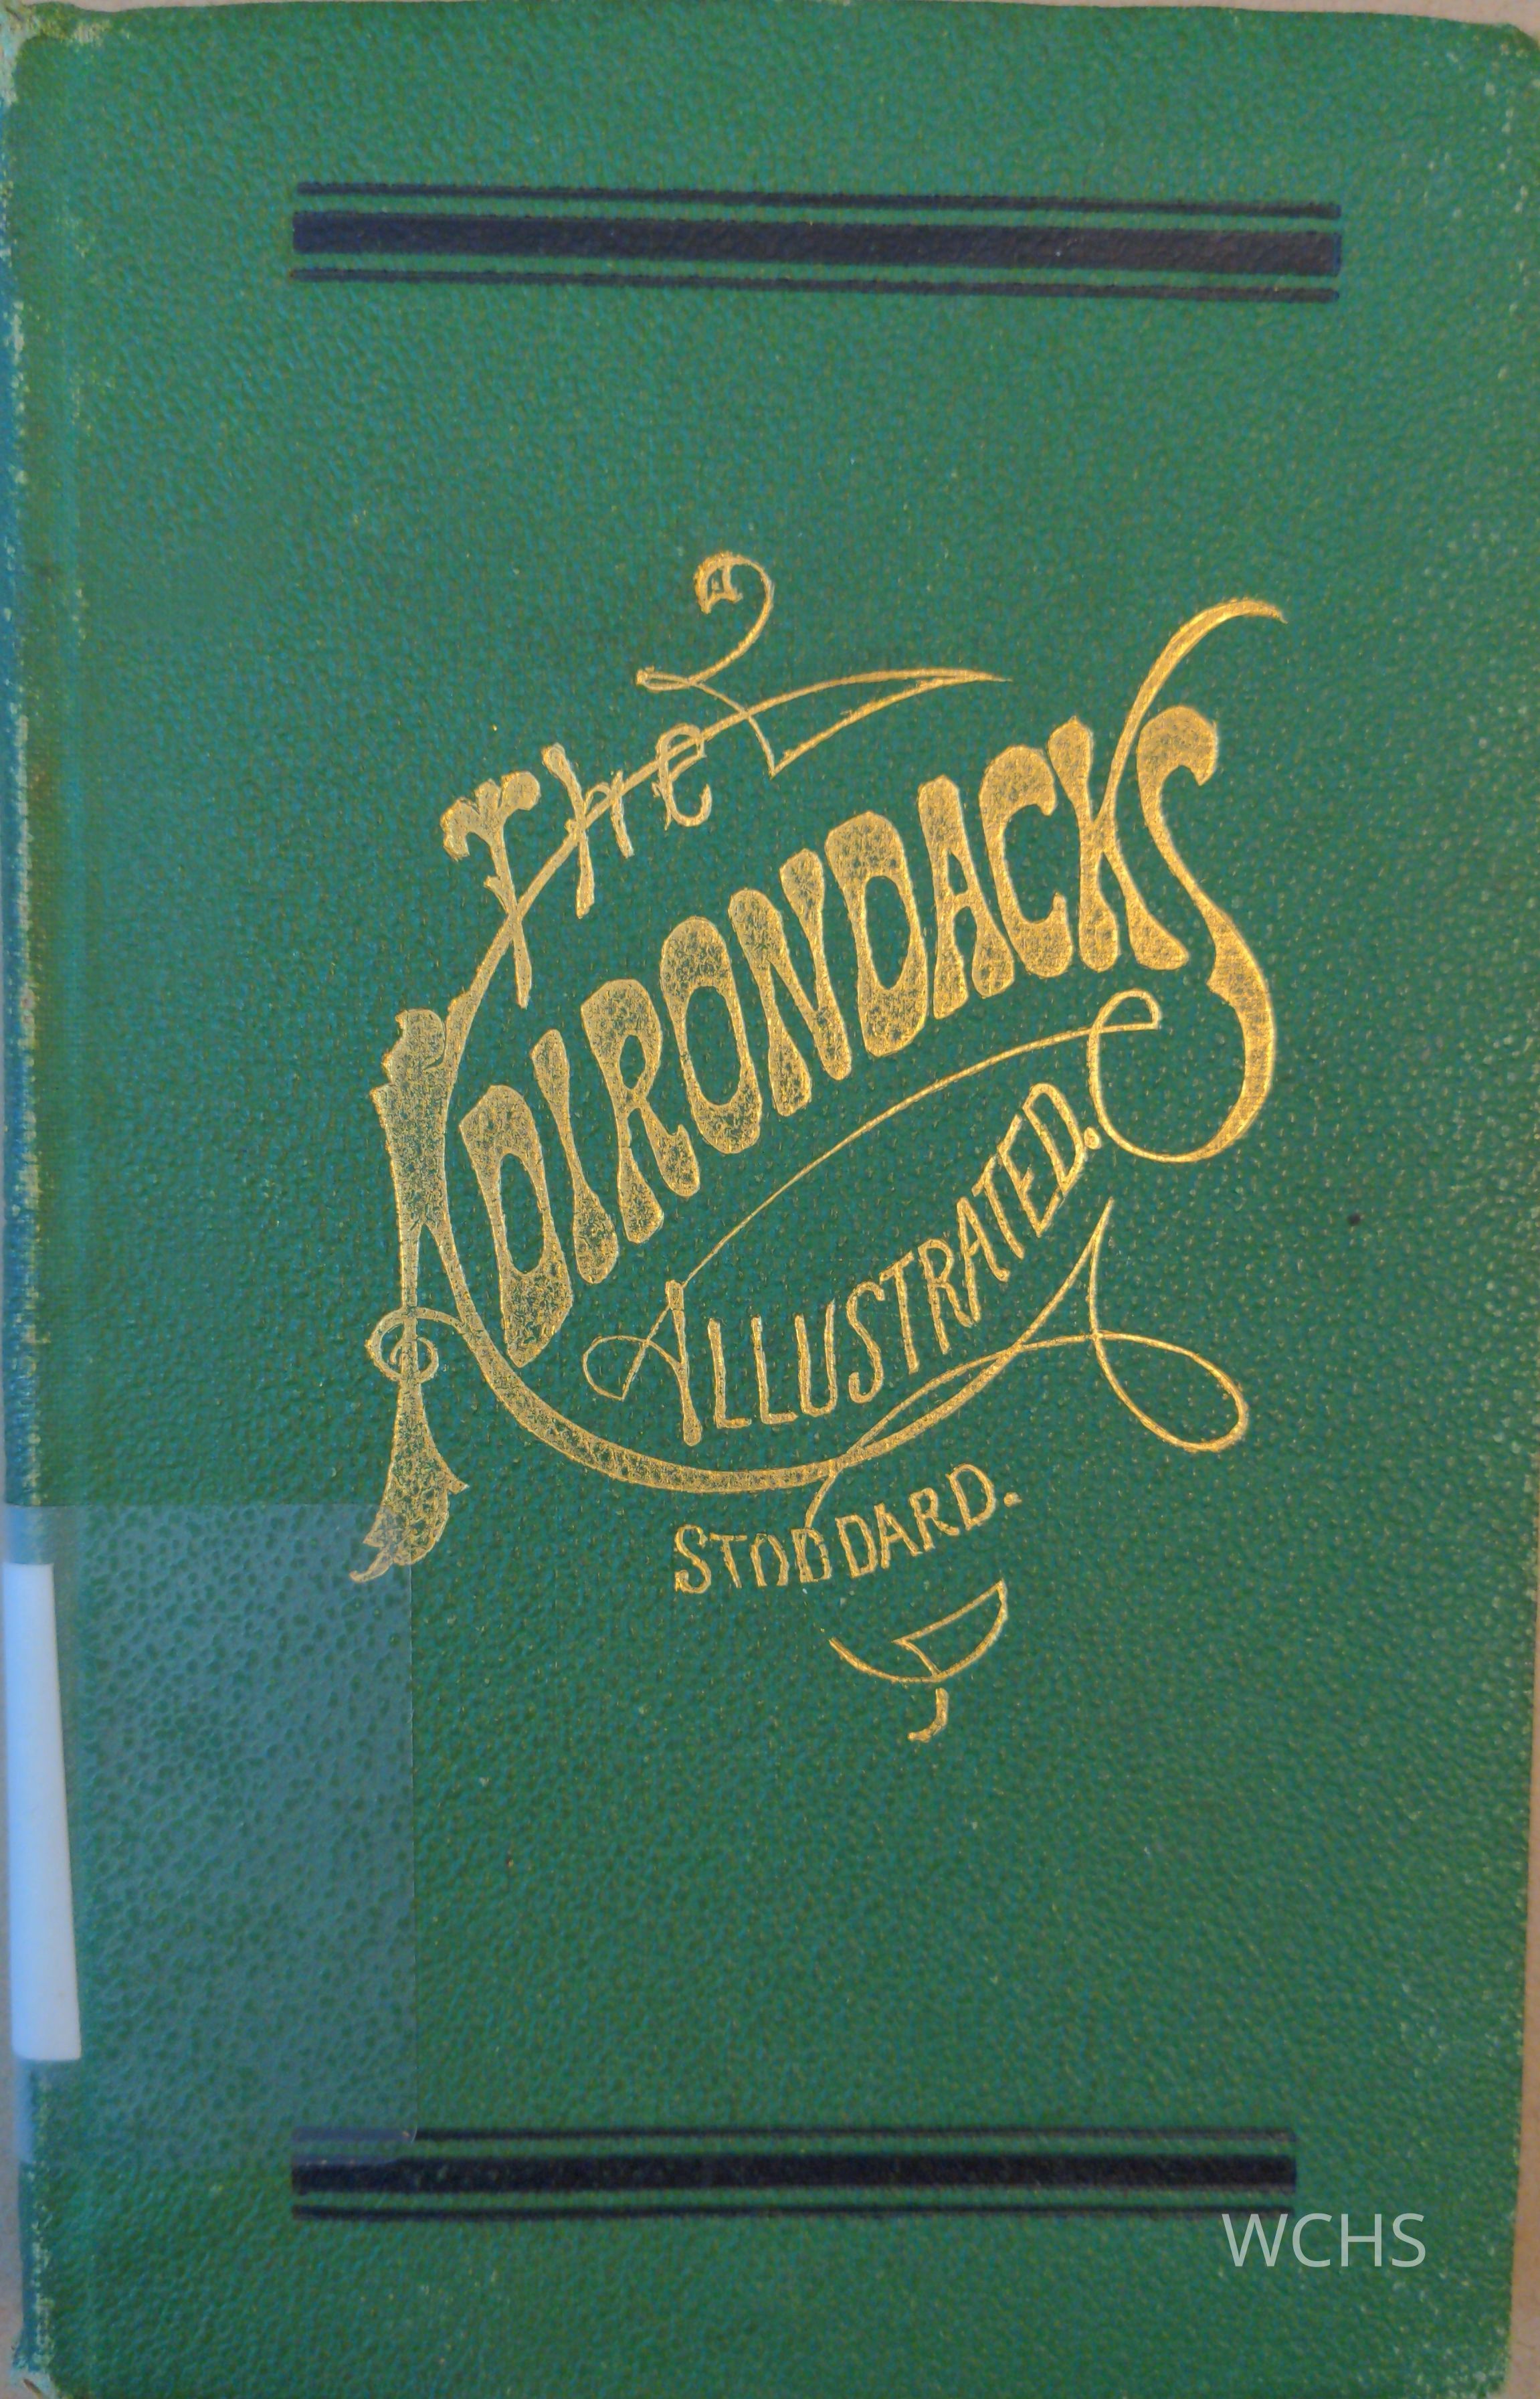 The
ADIRONDACKS
ILLUSTRATED.
STODDARD.
WCHS